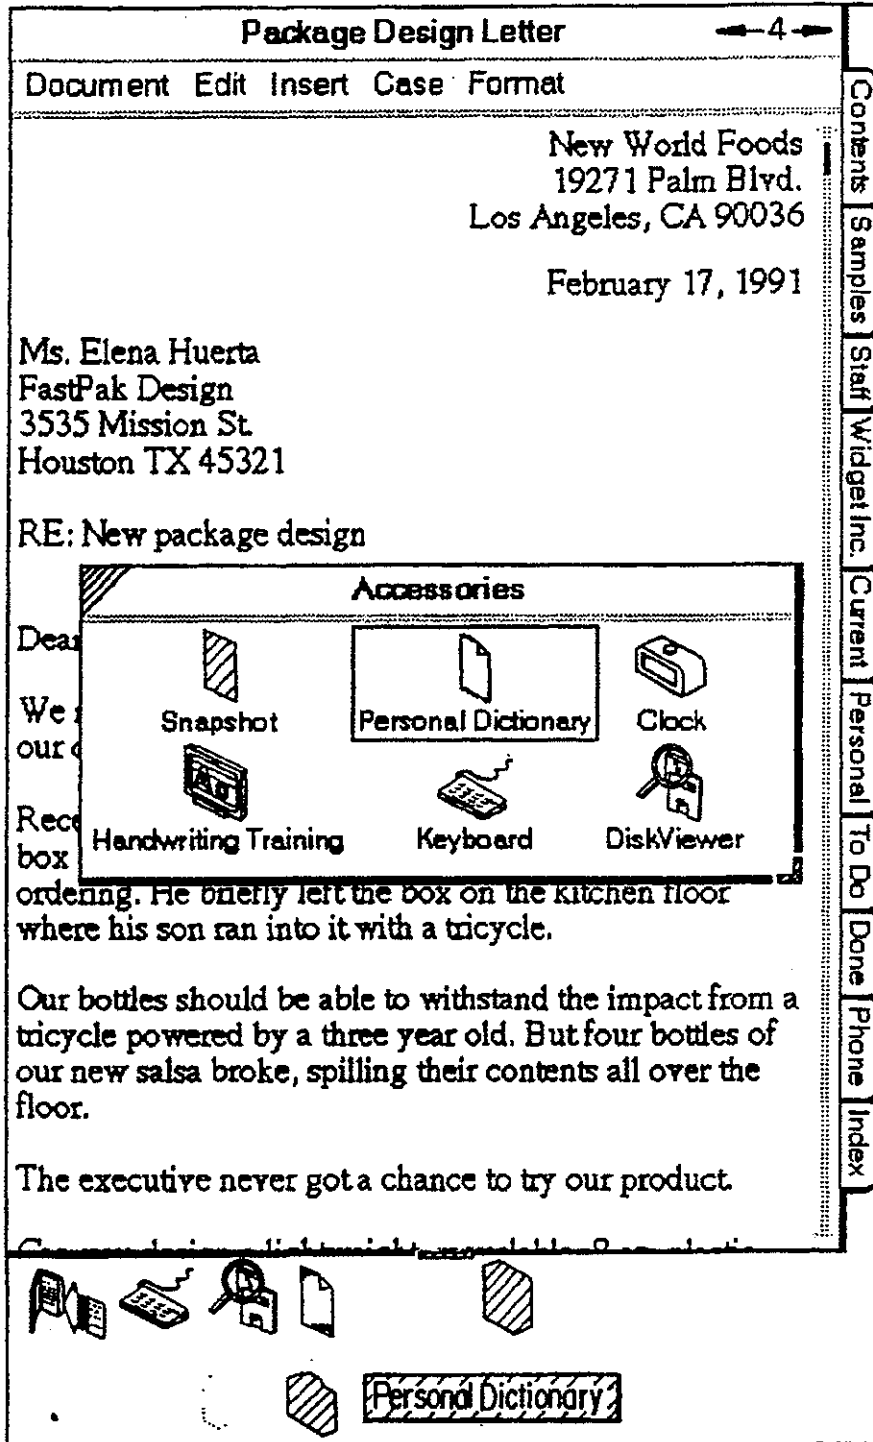 Package Design Letter
4
Document Edit Insert Case Format
New World Foods
19271 Palm Blvd.
Los Angeles, CA 90036
February 17, 1991
Ms. Elena Huerta
FastPak Design
3535 Mission St.
Houston TX 45321
RE: New package design
Accessories
Dear
We
our
Snapshot
Personal Dictionary
Clock
Rece
box
Handwriting Training
Keyboard
DiskViewer
ordering. He briefly left the box on the kitchen floor
where his son ran into it with a tricycle.
Our bottles should be able to withstand the impact from a
tricycle powered by a three year old. But four bottles of
our new salsa broke, spilling their contents all over the
floor.
The executive never got a chance to try our product.
Personal Dictionary
Contents
Samples
Staff
Widget Inc.
Current
Personal
To Do
Done
Phone
Index